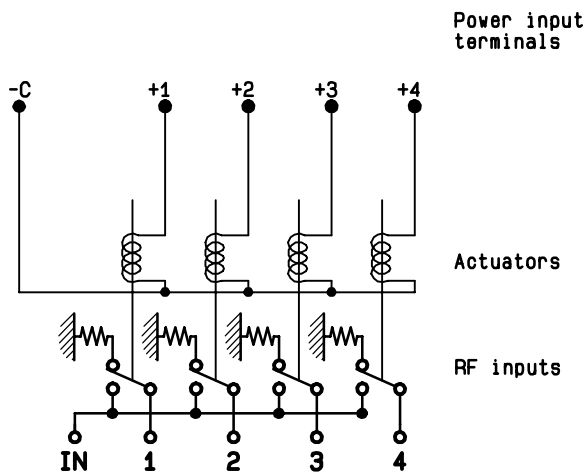 Power input
terminals
-C +1 +2 +3 +4
Actuators
RF inputs
IN 1 2 3 4